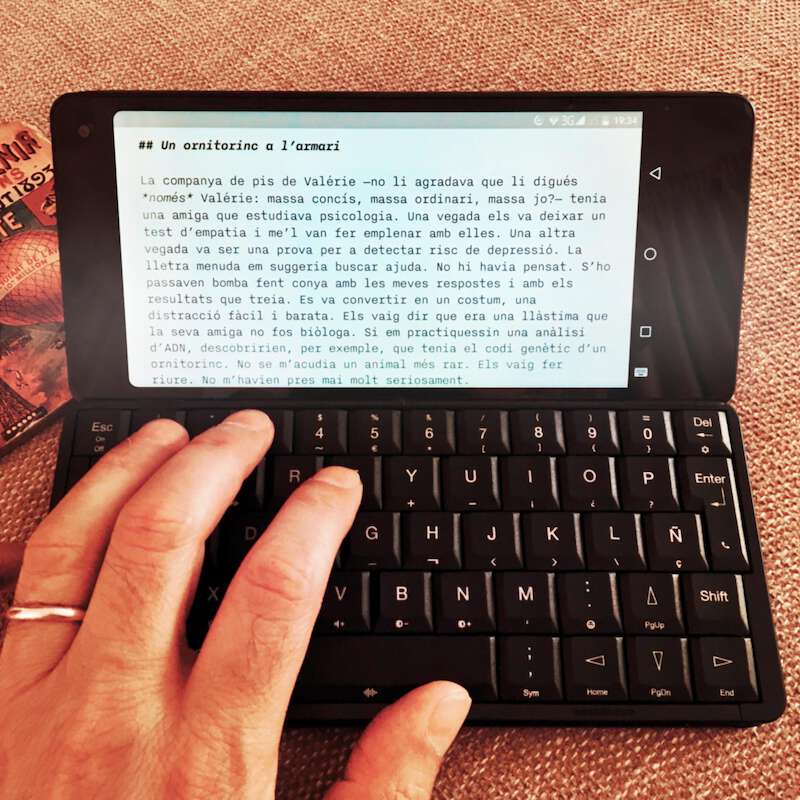 19:34
3G
## Un ornitorinc a l’armari
La companya de pis de Valérie —no li agradava que li digués
*només* Valérie: massa concís, massa ordinari, massa jo?— tenia
una amiga que estudiava psicologia. Una vegada els va deixar un
test d’empatia i me’l van fer emplenar amb elles. Una altra
vegada va ser una prova per a detectar risc de depressió. La
lletra menuda em suggeria buscar ajuda. No hi havia pensat. S’ho
passaven bomba fent conya amb les meves respostes i amb els
resultats que treia. Es va convertir en un costum, una
distracció fàcil i barata. Els vaig dir que era una llàstima que
la seva amiga no fos biòloga. Si em practiquessin una anàlisi
d’ADN, descobririen, per exemple, que tenia el codi genètic d’un
ornitorinc. No se m’acudia un animal més rar. Els vaig fer
riure. No m’havien pres mai molt seriosament.
Esc On Off $ 4 ~ % 5 € & 6 • / 7 [ ( 8 ] ) 9 { = 0 } Del
R Y + U - I ¡ O ¿ P ? Enter
D G H J K L Ñ ç
X V B N M : . Shift
PgUp
; , Sym Home PgDn End